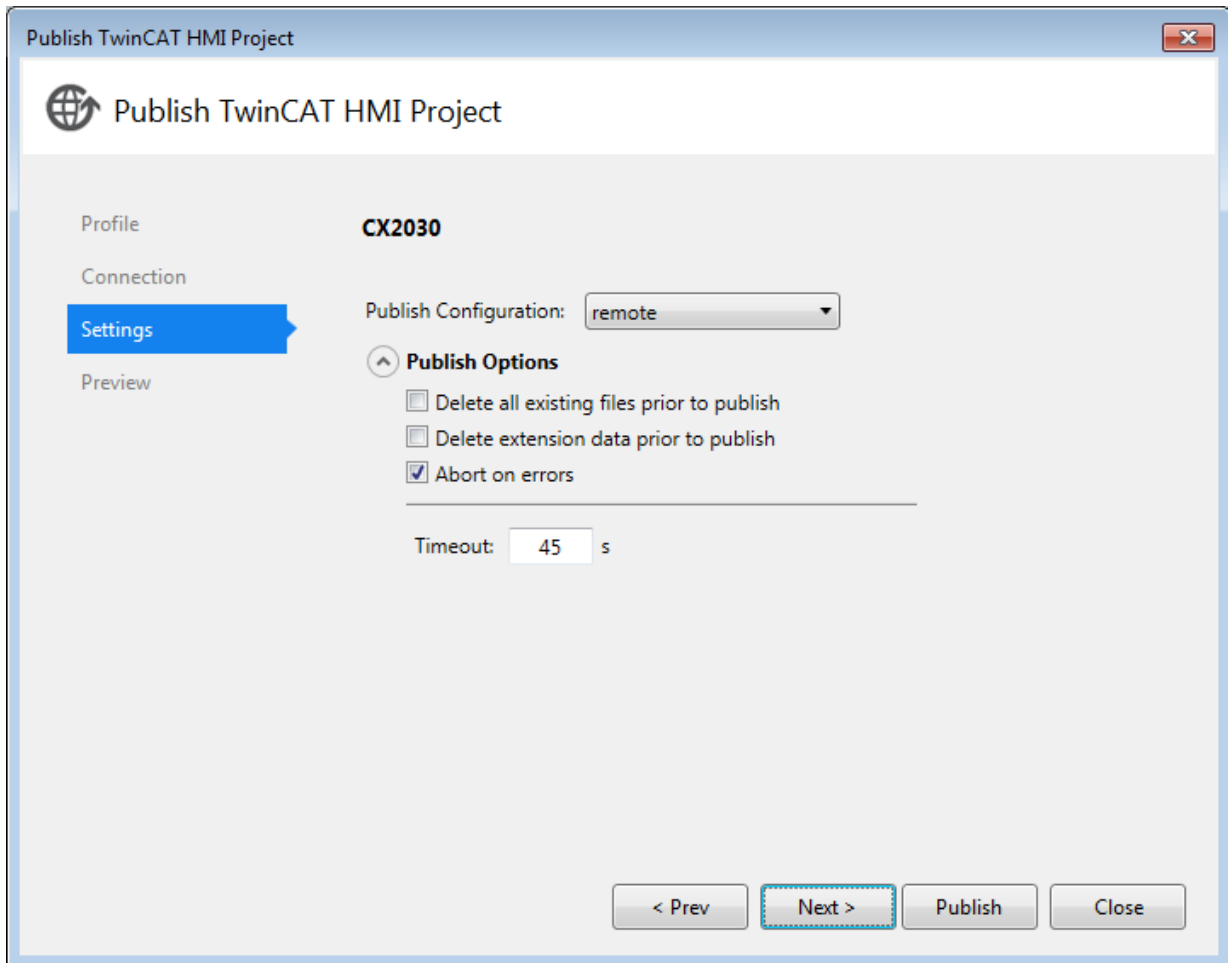 Publish TwinCAT HMI Project
Publish TwinCAT HMI Project
Profile
Connection
Settings
Preview
CX2030
Publish Configuration: remote
Publish Options
Delete all existing files prior to publish
Delete extension data prior to publish
Abort on errors
Timeout: 45 s
< Prev Next > Publish Close